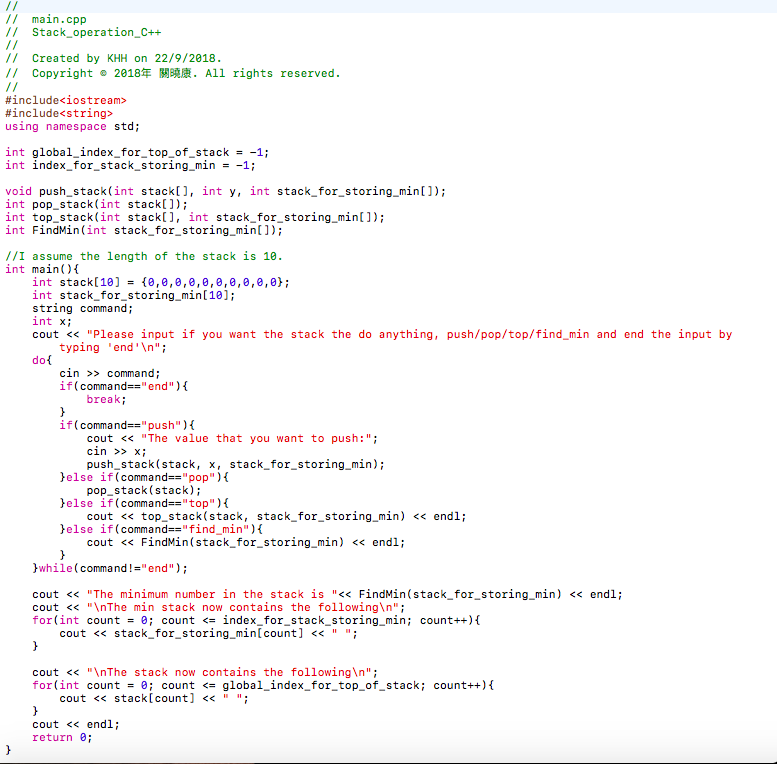 //
//  main.cpp
//  Stack_operation_C++
//
//  Created by KHH on 22/9/2018.
//  Copyright © 2018年 關曉康. All rights reserved.
//
#include<iostream>
#include<string>
using namespace std;

int global_index_for_top_of_stack = -1;
int index_for_stack_storing_min = -1;

void push_stack(int stack[], int y, int stack_for_storing_min[]);
int pop_stack(int stack[]);
int top_stack(int stack[], int stack_for_storing_min[]);
int FindMin(int stack_for_storing_min[]);

//I assume the length of the stack is 10.
int main(){
    int stack[10] = {0,0,0,0,0,0,0,0,0,0};
    int stack_for_storing_min[10];
    string command;
    int x;
    cout << "Please input if you want the stack the do anything, push/pop/top/find_min and end the input by
        typing 'end'\n";
    do{
        cin >> command;
        if(command=="end"){
            break;
        }
        if(command=="push"){
            cout << "The value that you want to push:";
            cin >> x;
            push_stack(stack, x, stack_for_storing_min);
        }else if(command=="pop"){
            pop_stack(stack);
        }else if(command=="top"){
            cout << top_stack(stack, stack_for_storing_min) << endl;
        }else if(command=="find_min"){
            cout << FindMin(stack_for_storing_min) << endl;
        }
    }while(command!="end");

    cout << "The minimum number in the stack is "<< FindMin(stack_for_storing_min) << endl;
    cout << "\nThe min stack now contains the following\n";
    for(int count = 0; count <= index_for_stack_storing_min; count++){
        cout << stack_for_storing_min[count] << " ";
    }

    cout << "\nThe stack now contains the following\n";
    for(int count = 0; count <= global_index_for_top_of_stack; count++){
        cout << stack[count] << " ";
    }
    cout << endl;
    return 0;
}